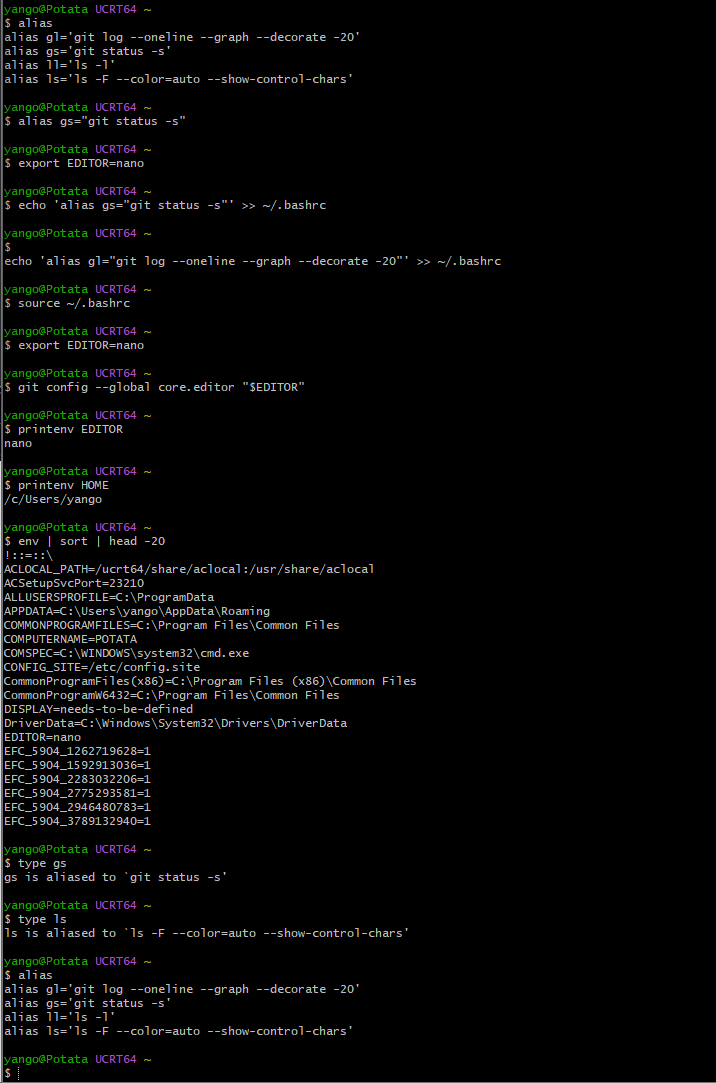 yango@Potata UCRT64 ~
$ alias
alias gl='git log --oneline --graph --decorate -20'
alias gs='git status -s'
alias ll='ls -l'
alias ls='ls -F --color=auto --show-control-chars'
yango@Potata UCRT64 ~
$ alias gs="git status -s"
yango@Potata UCRT64 ~
$ export EDITOR=nano
yango@Potata UCRT64 ~
$ echo 'alias gs="git status -s"' >> ~/.bashrc
yango@Potata UCRT64 ~
$
echo 'alias gl="git log --oneline --graph --decorate -20"' >> ~/.bashrc
yango@Potata UCRT64 ~
$ source ~/.bashrc
yango@Potata UCRT64 ~
$ export EDITOR=nano
yango@Potata UCRT64 ~
$ git config --global core.editor "$EDITOR"
yango@Potata UCRT64 ~
$ printenv EDITOR
nano
yango@Potata UCRT64 ~
$ printenv HOME
/c/Users/yango
yango@Potata UCRT64 ~
$ env | sort | head -20
!::=::\
ACLOCAL_PATH=/ucrt64/share/aclocal:/usr/share/aclocal
ACSetupSvcPort=23210
ALLUSERSPROFILE=C:\ProgramData
APPDATA=C:\Users\yango\AppData\Roaming
COMMONPROGRAMFILES=C:\Program Files\Common Files
COMPUTERNAME=POTATA
COMSPEC=C:\WINDOWS\system32\cmd.exe
CONFIG_SITE=/etc/config.site
CommonProgramFiles(x86)=C:\Program Files (x86)\Common Files
CommonProgramW6432=C:\Program Files\Common Files
DISPLAY=needs-to-be-defined
DriverData=C:\Windows\System32\Drivers\DriverData
EDITOR=nano
EFC_5904_1262719628=1
EFC_5904_1592913036=1
EFC_5904_2283032206=1
EFC_5904_2775293581=1
EFC_5904_2946480783=1
EFC_5904_3789132940=1
yango@Potata UCRT64 ~
$ type gs
gs is aliased to `git status -s'
yango@Potata UCRT64 ~
$ type ls
ls is aliased to `ls -F --color=auto --show-control-chars'
yango@Potata UCRT64 ~
$ alias
alias gl='git log --oneline --graph --decorate -20'
alias gs='git status -s'
alias ll='ls -l'
alias ls='ls -F --color=auto --show-control-chars'
yango@Potata UCRT64 ~
$